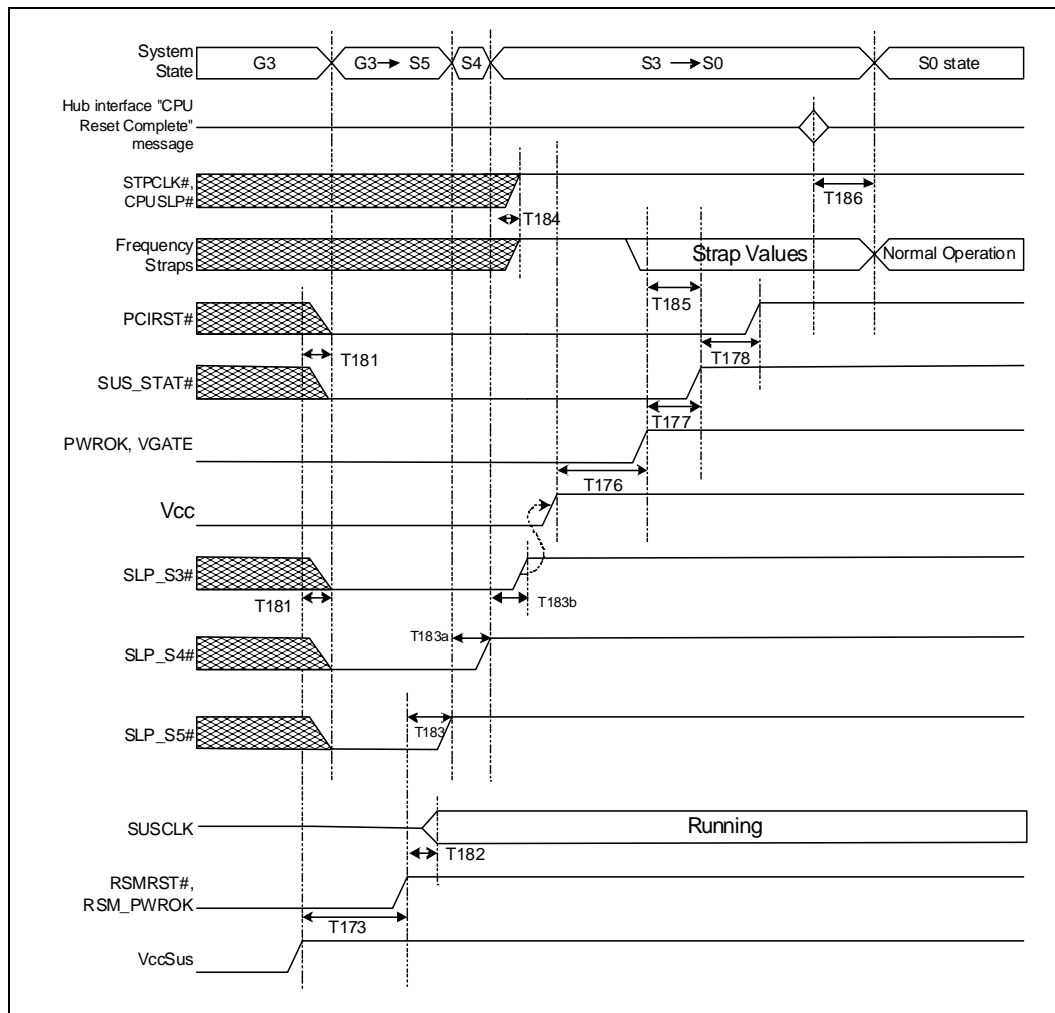 System
State
G3
G3 → S5
S4
S3 → S0
S0 state
Hub interface "CPU
Reset Complete"
message
T186
STPCLK#,
CPUSLP#
T184
Frequency
Straps
Strap Values
Normal Operation
T185
PCIRST#
T181
T178
SUS_STAT#
T177
PWROK, VGATE
T176
Vcc
SLP_S3#
T181
T183b
T183a
SLP_S4#
SLP_S5#
T183
SUSCLK
Running
T182
RSMRST#,
RSM_PWROK
T173
VccSus